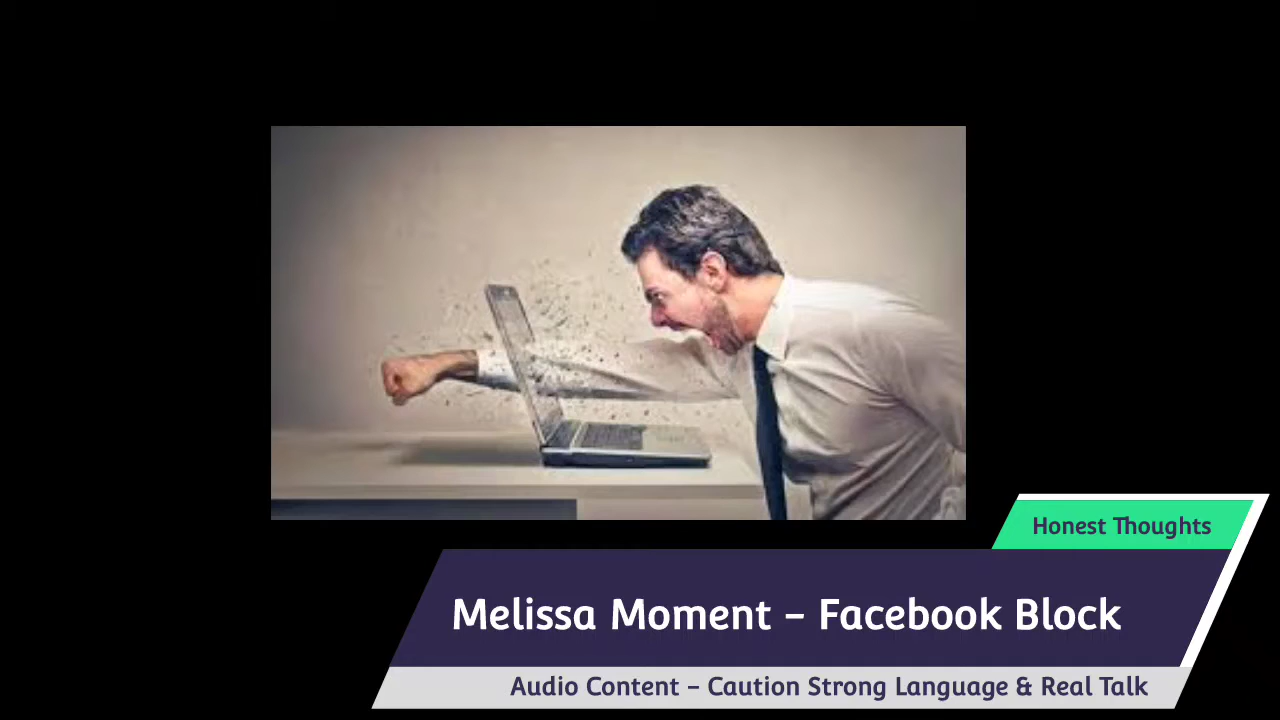 Honest Thoughts
Melissa Moment – Facebook Block
Audio Content – Caution Strong Language & Real Talk